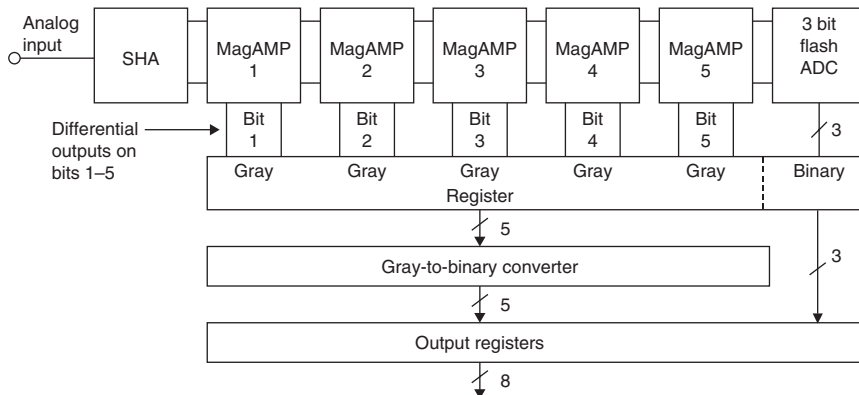 Analog
input
SHA
MagAMP
1
MagAMP
2
MagAMP
3
MagAMP
4
MagAMP
5
3 bit
flash
ADC
Differential
outputs on
bits 1–5
Bit
1
Bit
2
Bit
3
Bit
4
Bit
5
3
Gray
Gray
Gray
Gray
Gray
Binary
Register
5
Gray-to-binary converter
3
5
Output registers
8